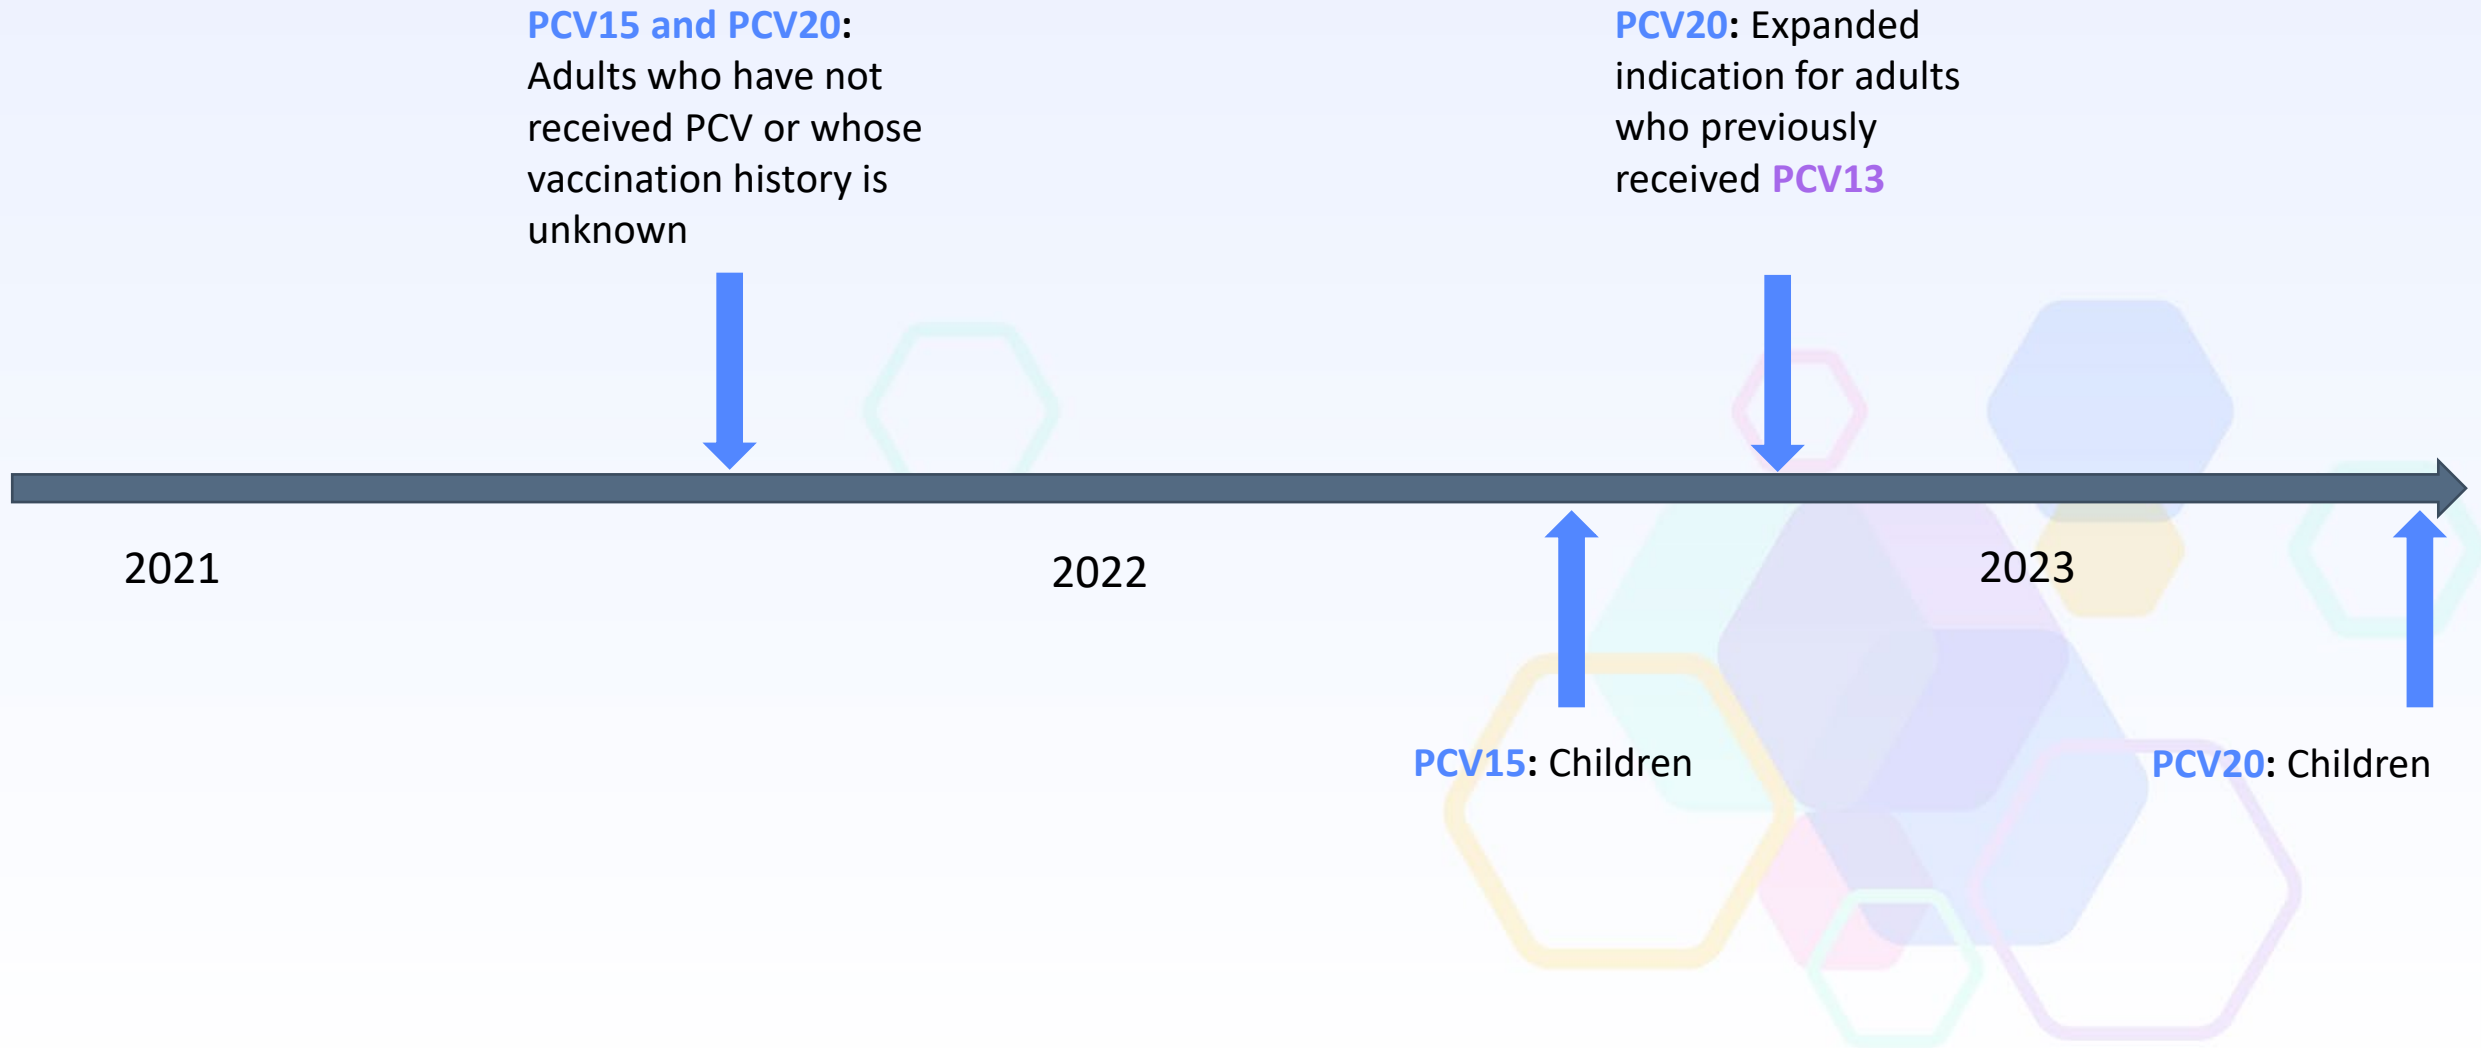 PCV15 and PCV20:
Adults who have not
received PCV or whose
vaccination history is
unknown
PCV20: Expanded
indication for adults
who previously
received PCV13
2021
2022
2023
PCV15: Children
PCV20: Children